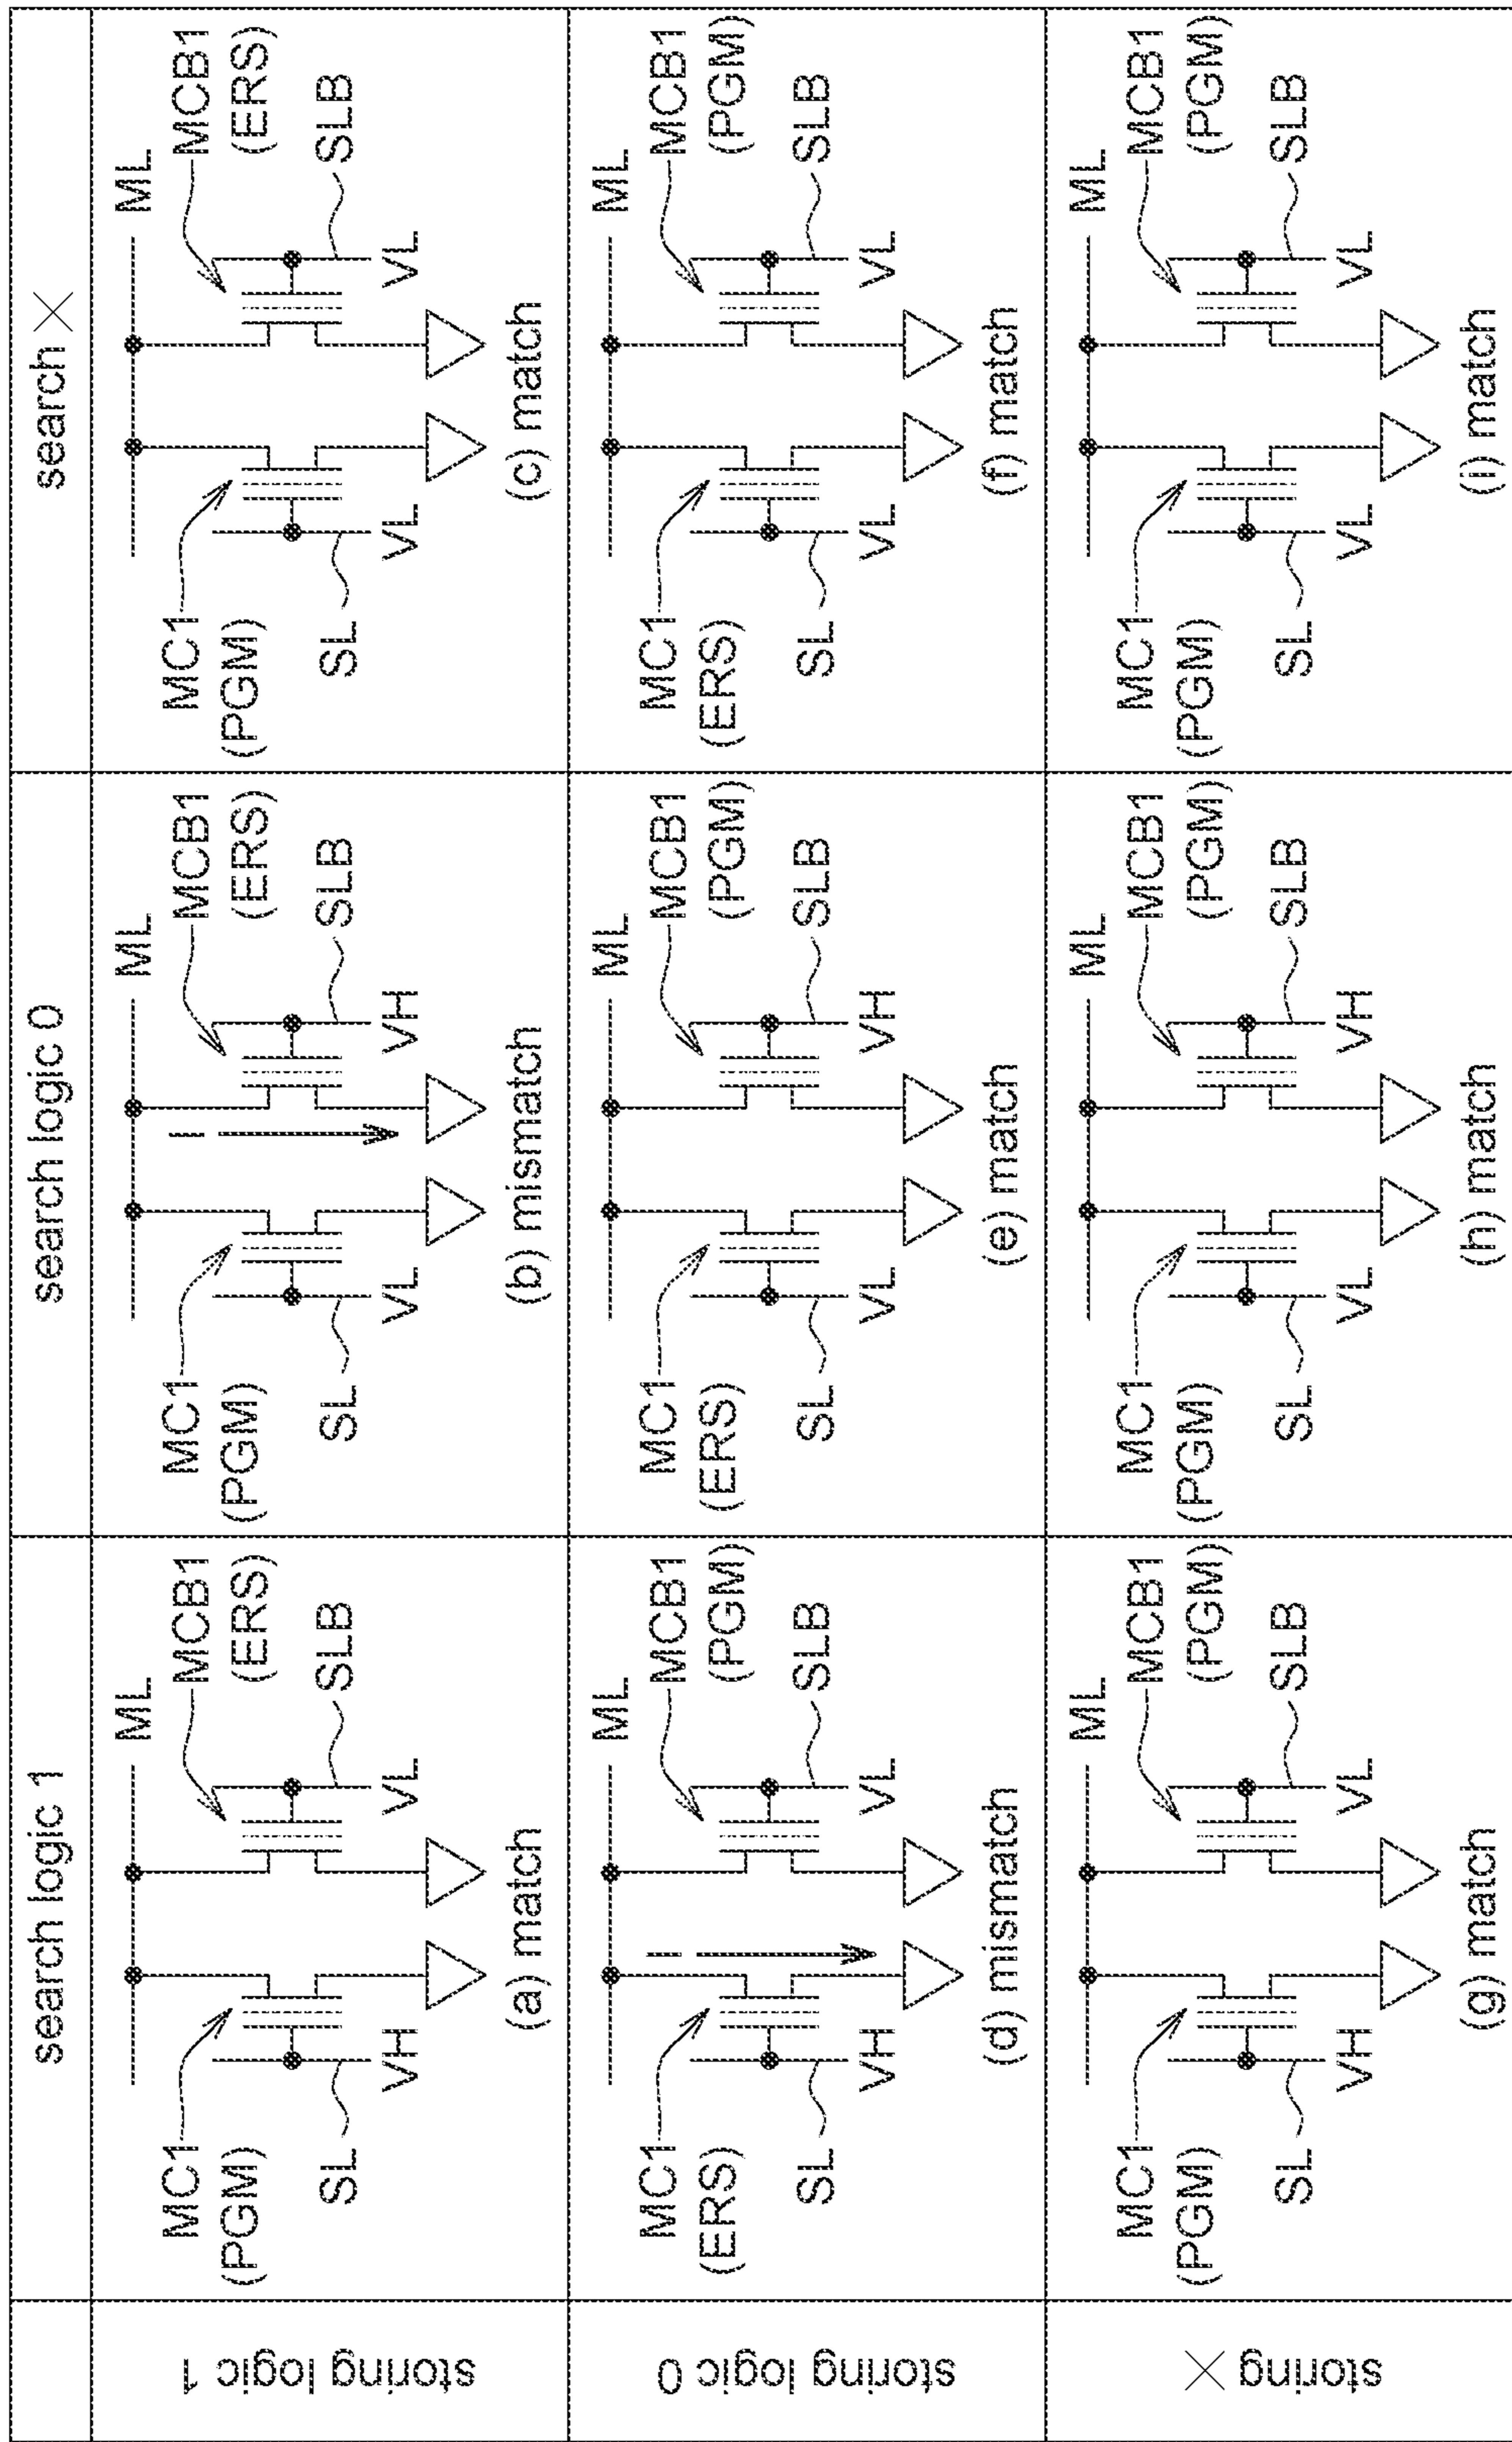 search logic 1
search logic 0
search ×
storing logic 1
ML
MC1
(PGM)
MCB1
(ERS)
SL
SLB
VH
VL
(a) match
ML
MC1
(PGM)
MCB1
(ERS)
SL
SLB
VL
VH
(b) mismatch
ML
MC1
(PGM)
MCB1
(ERS)
SL
SLB
VL
VL
(c) match
storing logic 0
ML
MC1
(ERS)
MCB1
(PGM)
SL
SLB
VH
VL
(d) mismatch
ML
MC1
(ERS)
MCB1
(PGM)
SL
SLB
VL
VH
(e) match
ML
MC1
(ERS)
MCB1
(PGM)
SL
SLB
VL
VL
(f) match
storing ×
ML
MC1
(PGM)
MCB1
(PGM)
SL
SLB
VH
VL
(g) match
ML
MC1
(PGM)
MCB1
(PGM)
SL
SLB
VL
VH
(h) match
ML
MC1
(PGM)
MCB1
(PGM)
SL
SLB
VL
VL
(i) match